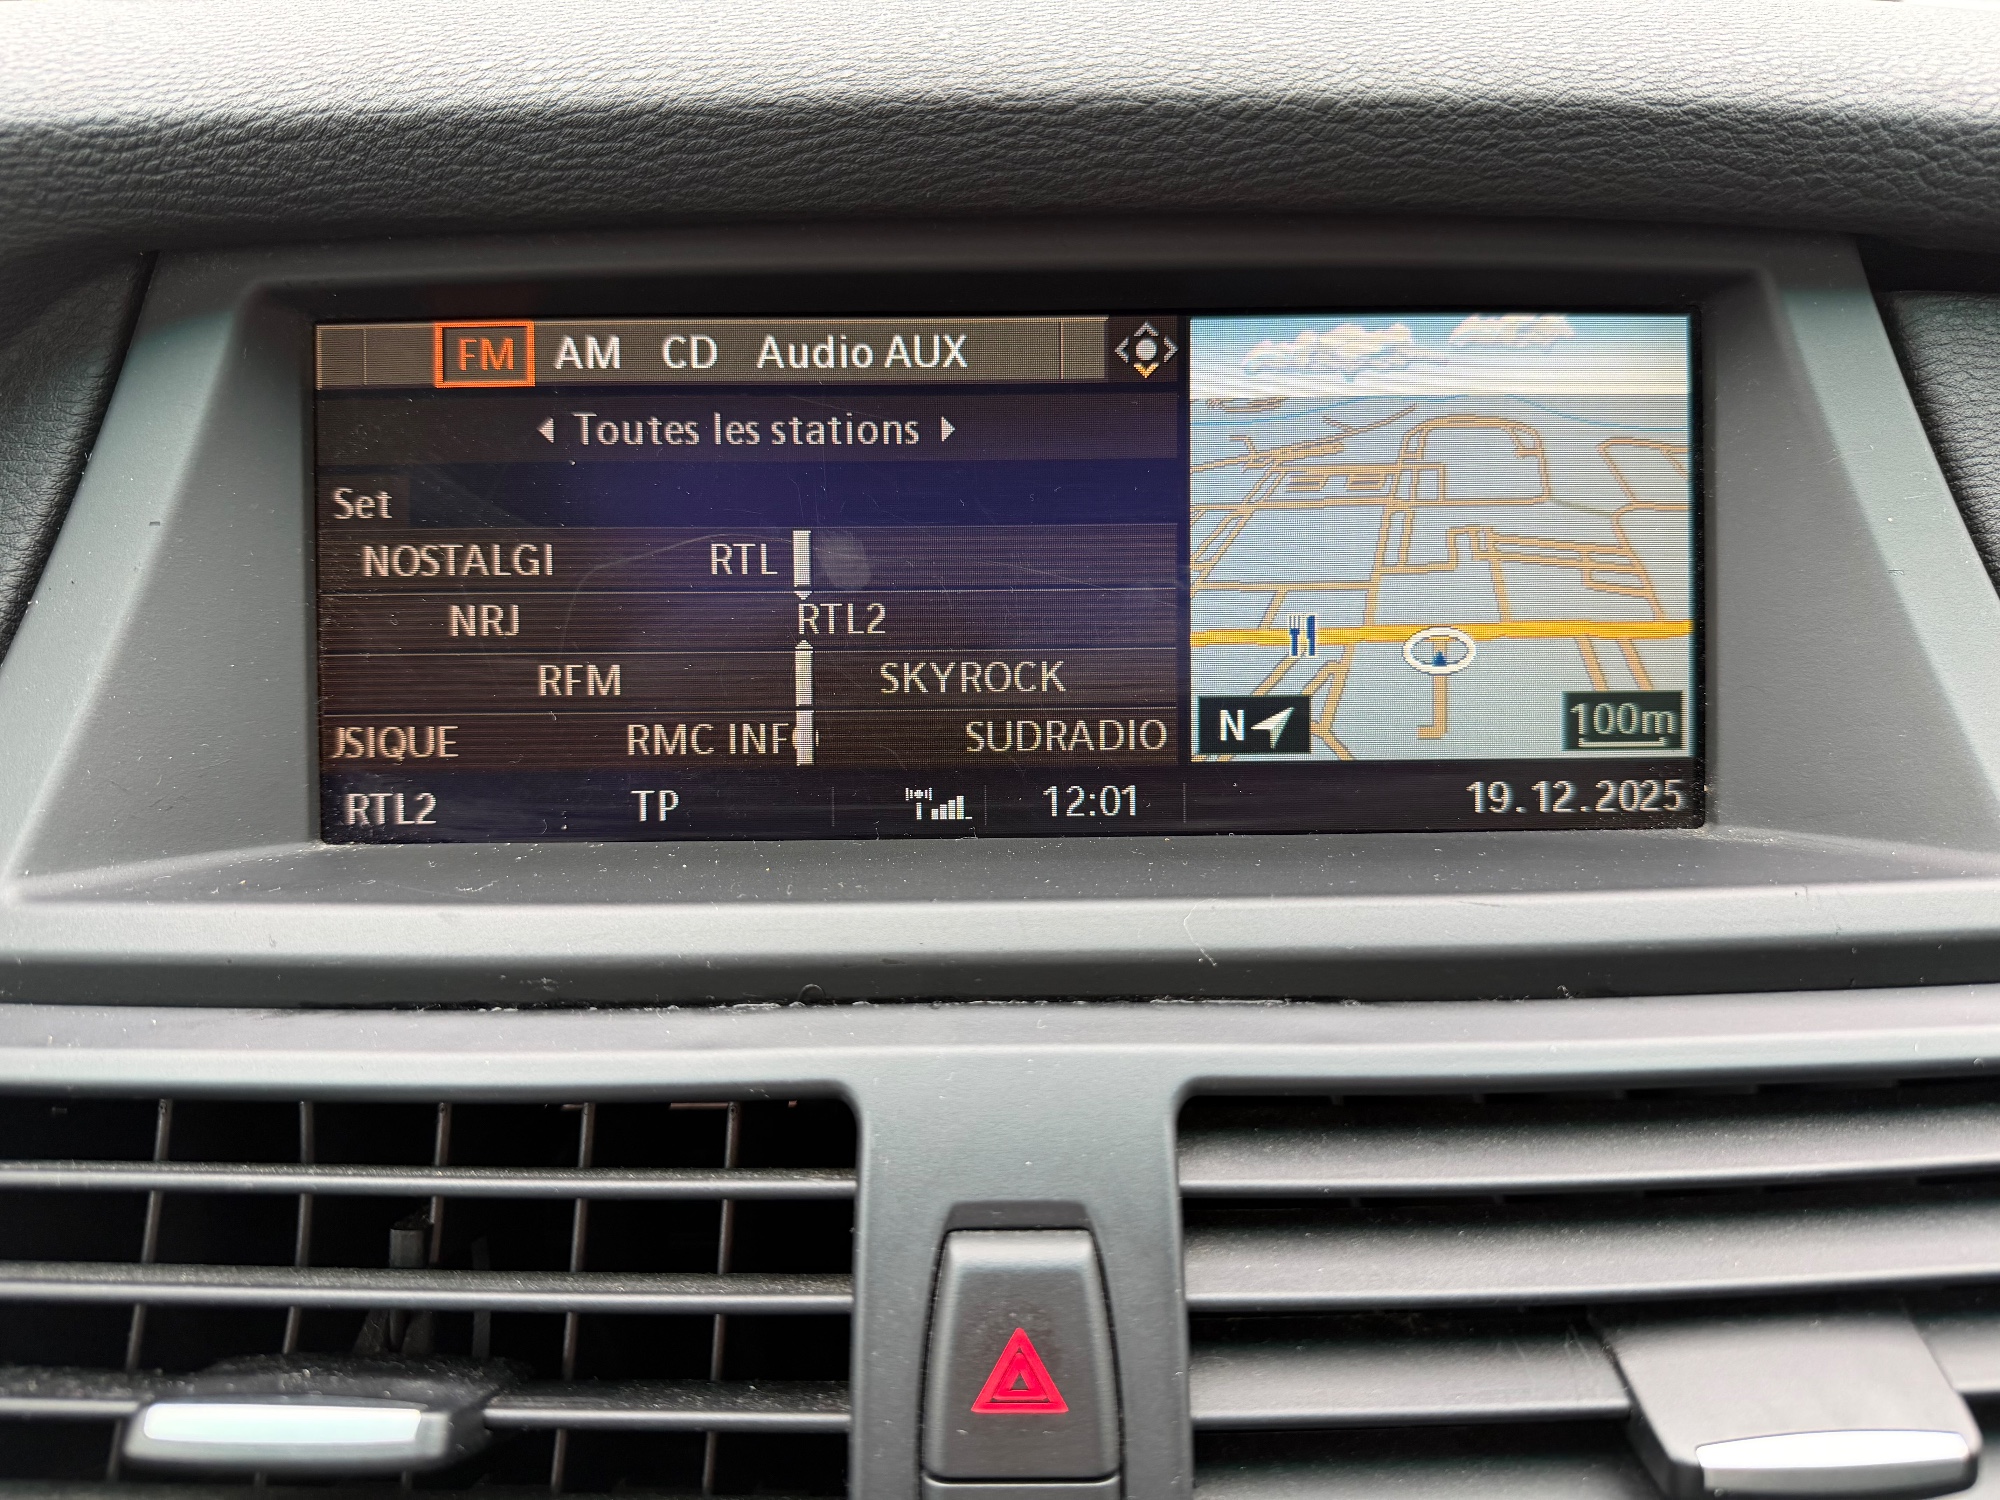 FM AM CD Audio AUX
Toutes les stations
Set
NOSTALGI RTL
NRJ RTL2
RFM SKYROCK
JSIQUE RMC INF SUDRADIO
N 100m
RTL2 TP 12:01 19.12.2025